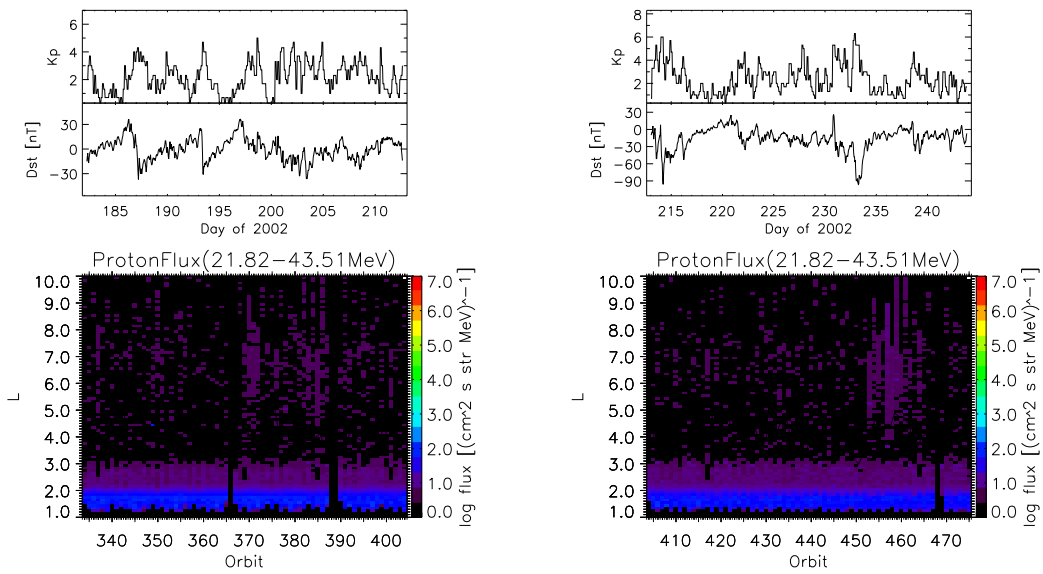 6
4
2
Kp
30
0
−30
Dst [nT]
185 190 195 200 205 210
Day of 2002
8
6
4
2
Kp
30
0
−30
−60
−90
Dst [nT]
215 220 225 230 235 240
Day of 2002
ProtonFlux(21.82−43.51MeV)
10.0
9.0
8.0
7.0
6.0
5.0
4.0
3.0
2.0
1.0
L
340 350 360 370 380 390 400
Orbit
7.0
6.0
5.0
4.0
3.0
2.0
1.0
0.0
log flux [(cm^2 s str MeV)^−1]
ProtonFlux(21.82−43.51MeV)
10.0
9.0
8.0
7.0
6.0
5.0
4.0
3.0
2.0
1.0
L
410 420 430 440 450 460 470
Orbit
7.0
6.0
5.0
4.0
3.0
2.0
1.0
0.0
log flux [(cm^2 s str MeV)^−1]